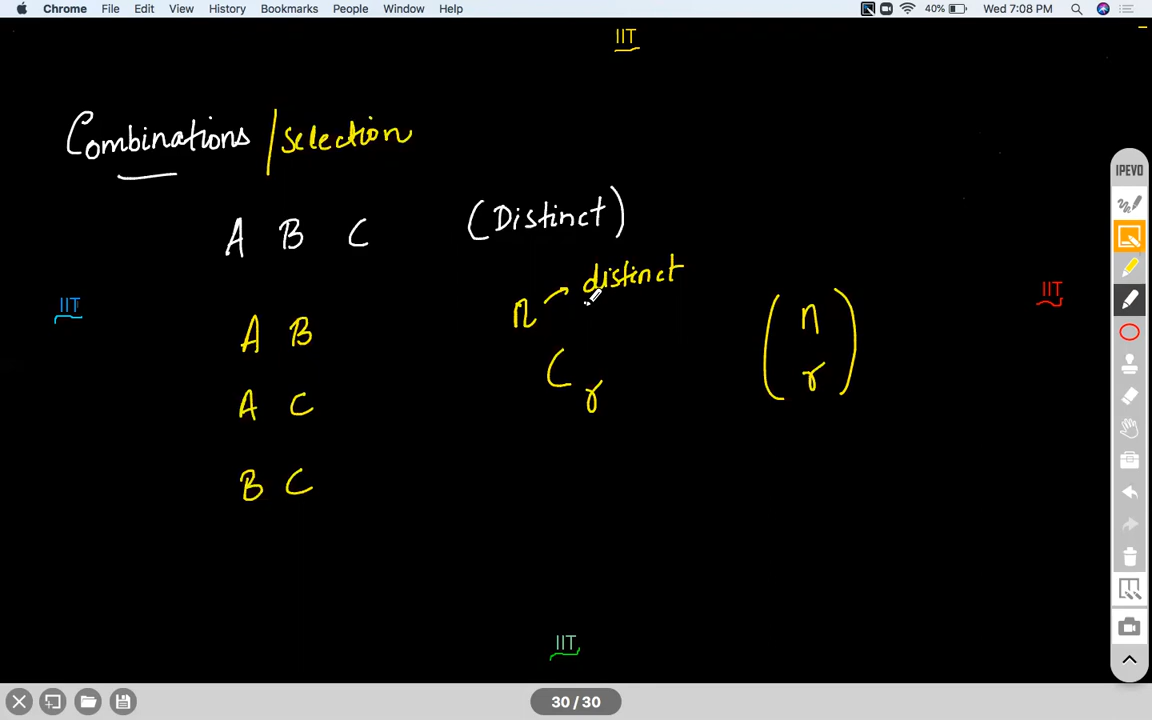 Chrome File Edit View History Bookmarks People Window Help 40% Wed 7:08 PM
IIT
Combinations /selection
A B C (Distinct)
IIT
IIT
n → distinct
C r
( n r )
A B
A C
B C
IIT
IPEVO
30 / 30